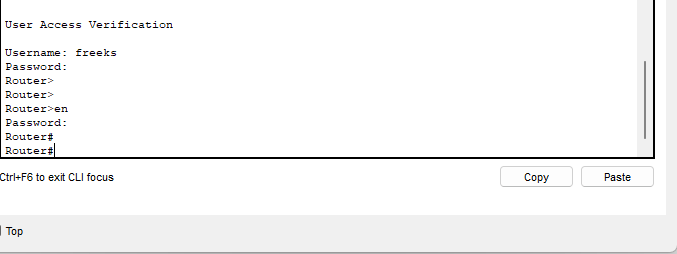 User Access Verification
Username: freeks
Password:
Router>
Router>
Router>en
Password:
Router#
Router#
Ctrl+F6 to exit CLI focus
Copy
Paste
Top